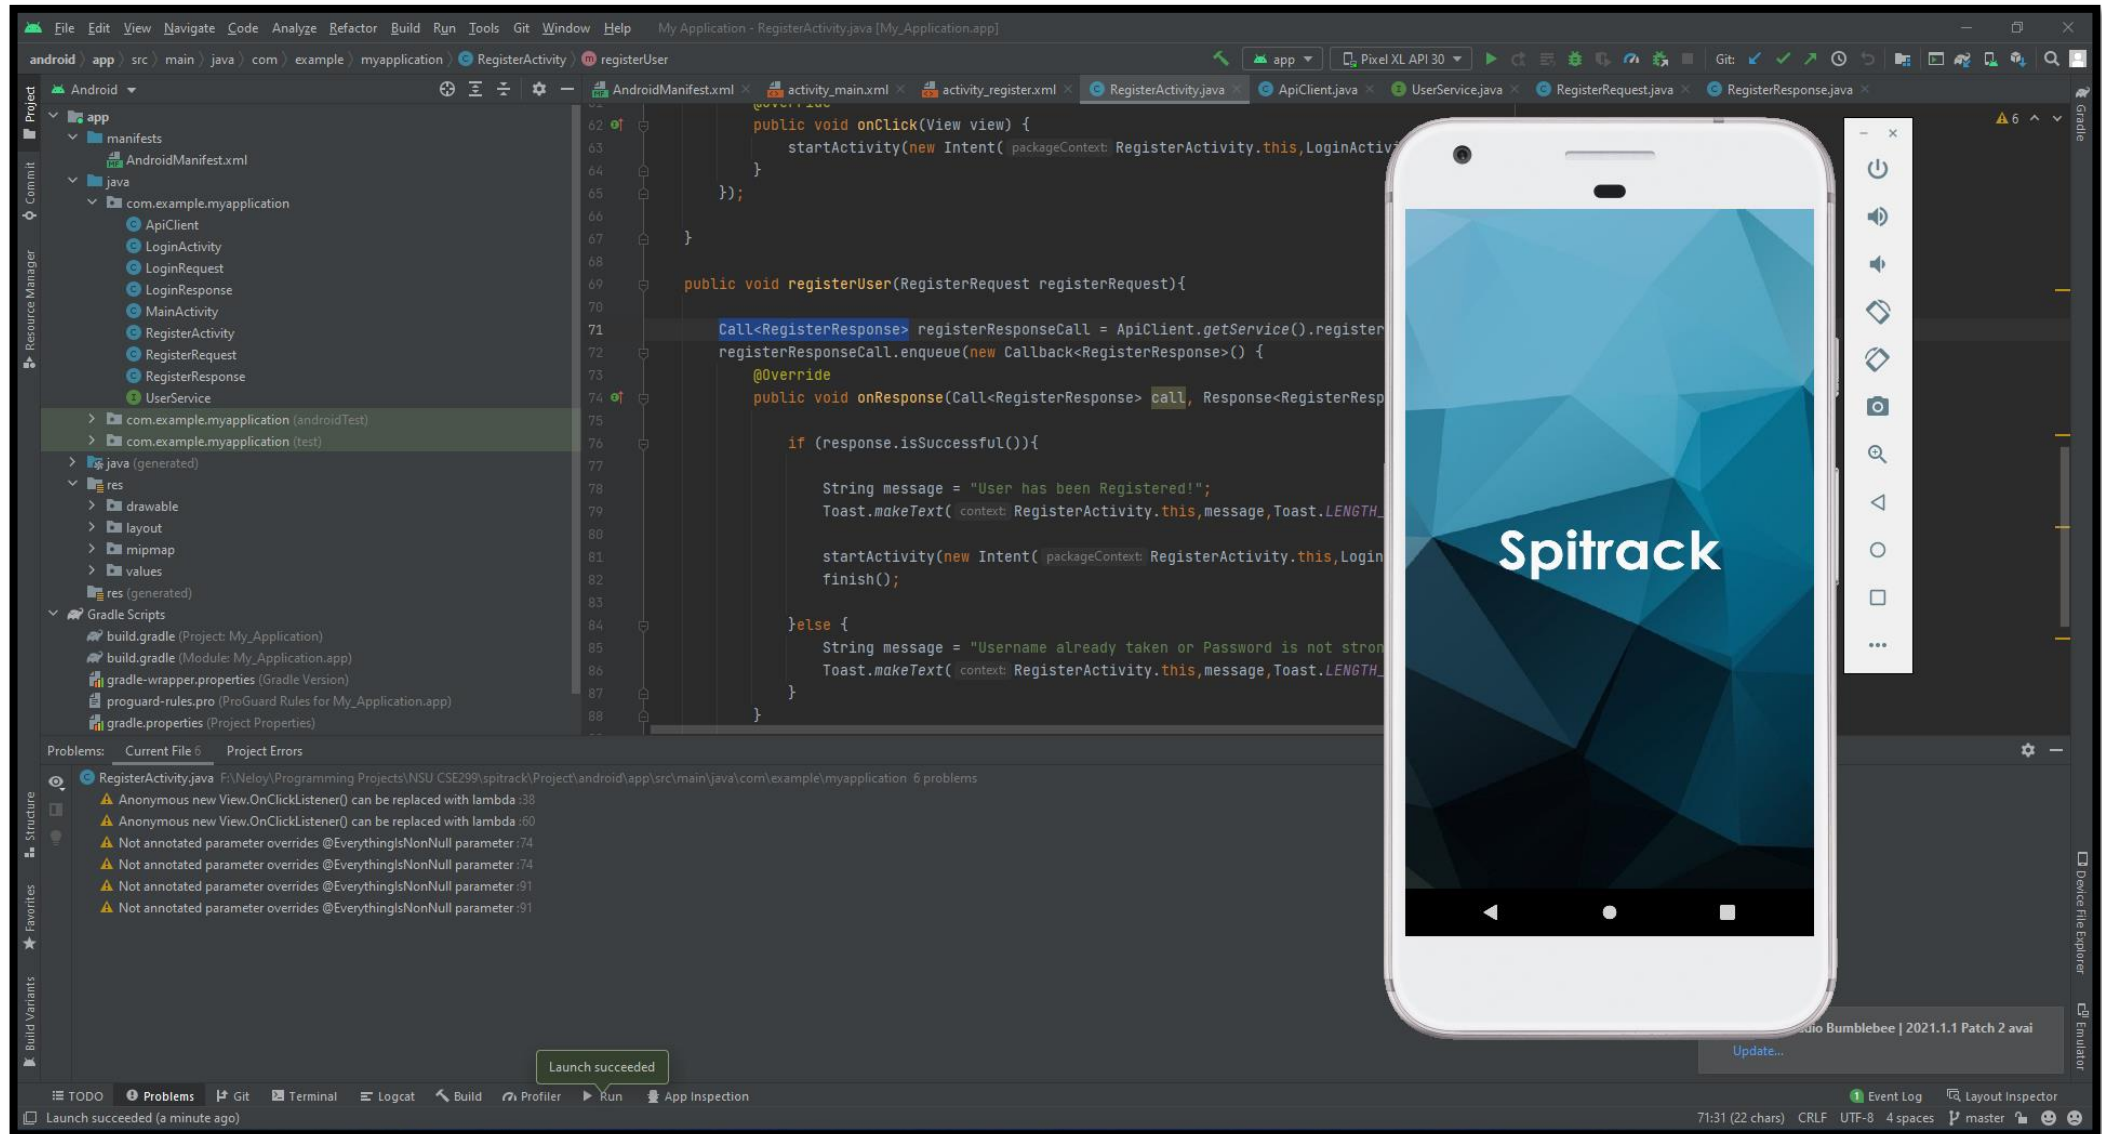 File Edit View Navigate Code Analyze Refactor Build Run Tools Git Window Help My Application - RegisterActivity.java [My_Application.app]
android app src main java com example myapplication RegisterActivity registerUser app Pixel XL API 30 Git:
Android AndroidManifest.xml activity_main.xml activity_register.xml RegisterActivity.java ApiClient.java UserService.java RegisterRequest.java RegisterResponse.java
Project
Commit
Resource Manager
Structure
Favorites
Build Variants
app
manifests
AndroidManifest.xml
java
com.example.myapplication
ApiClient
LoginActivity
LoginRequest
LoginResponse
MainActivity
RegisterActivity
RegisterRequest
RegisterResponse
UserService
com.example.myapplication (androidTest)
com.example.myapplication (test)
java (generated)
res
drawable
layout
mipmap
values
res (generated)
Gradle Scripts
build.gradle (Project: My_Application)
build.gradle (Module: My_Application.app)
gradle-wrapper.properties (Gradle Version)
proguard-rules.pro (ProGuard Rules for My_Application.app)
gradle.properties (Project Properties)
@Override
62 public void onClick(View view) {
63 startActivity(new Intent( packageContext: RegisterActivity.this,LoginActiv
64 }
65 });
66
67 }
68
69 public void registerUser(RegisterRequest registerRequest){
70
71 Call<RegisterResponse> registerResponseCall = ApiClient.getService().register
72 registerResponseCall.enqueue(new Callback<RegisterResponse>() {
73 @Override
74 public void onResponse(Call<RegisterResponse> call, Response<RegisterResp
75
76 if (response.isSuccessful()){
77
78 String message = "User has been Registered!";
79 Toast.makeText( context: RegisterActivity.this,message,Toast.LENGTH_
80
81 startActivity(new Intent( packageContext: RegisterActivity.this,Login
82 finish();
83
84 }else {
85 String message = "Username already taken or Password is not stron
86 Toast.makeText( context: RegisterActivity.this,message,Toast.LENGTH_
87 }
88 }
6
Spitrack
Gradle
Device File Explorer
Emulator
Problems: Current File 6 Project Errors
RegisterActivity.java F:\Neloy\Programming Projects\NSU CSE299\spitrack\Project\android\app\src\main\java\com\example\myapplication 6 problems
Anonymous new View.OnClickListener() can be replaced with lambda :38
Anonymous new View.OnClickListener() can be replaced with lambda :60
Not annotated parameter overrides @EverythingIsNonNull parameter :74
Not annotated parameter overrides @EverythingIsNonNull parameter :74
Not annotated parameter overrides @EverythingIsNonNull parameter :91
Not annotated parameter overrides @EverythingIsNonNull parameter :91
Bumblebee | 2021.1.1 Patch 2 avai
Update...
Launch succeeded
TODO Problems Git Terminal Logcat Build Profiler Run App Inspection 1 Event Log Layout Inspector
Launch succeeded (a minute ago) 71:31 (22 chars) CRLF UTF-8 4 spaces master